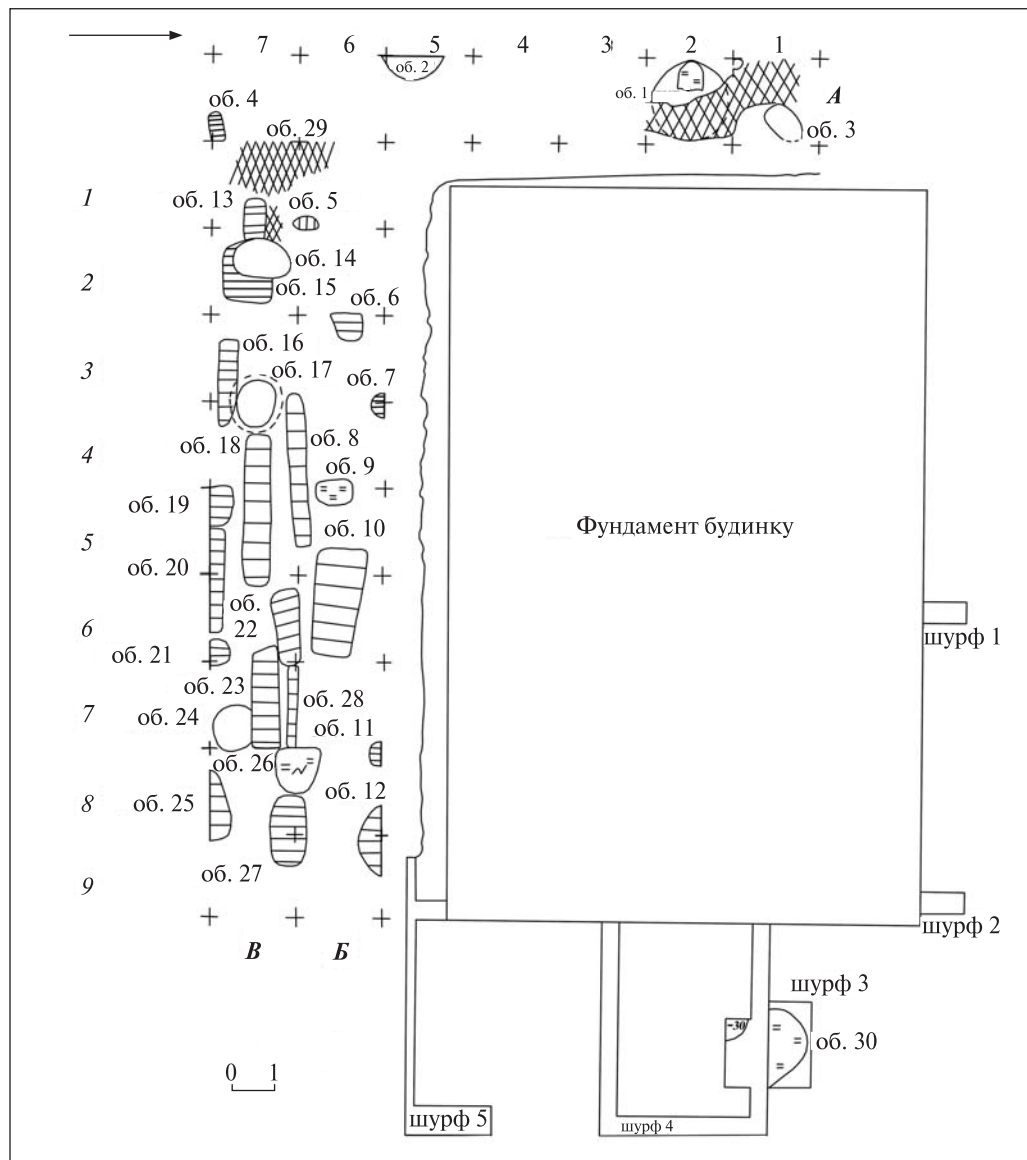 7 6 5 4 3 2 1
об. 2
об. 1
А
об. 4
об. 3
об. 29
1
об. 13
об. 5
об. 14
2
об. 15
об. 6
об. 16
3
об. 17
об. 7
об. 18
об. 8
4
об. 9
об. 19
об. 10
5
Фундамент будинку
об. 20
об.
22
6
шурф 1
об. 21
об. 23
об. 28
7
об. 24
об. 11
об. 26
об. 12
8
об. 25
об. 27
9
шурф 2
В Б
шурф 3
-30
об. 30
0 1
шурф 5
шурф 4